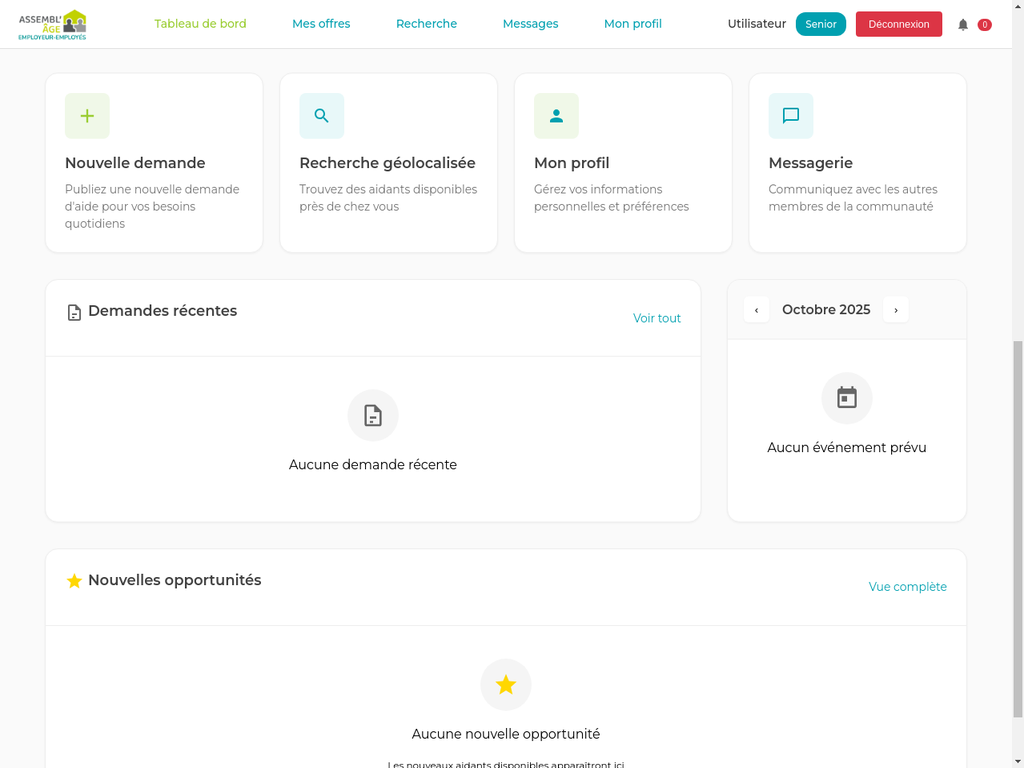 ASSEMBL'
ÂGE
EMPLOYEUR-EMPLOYÉS
Tableau de bord
Mes offres
Recherche
Messages
Mon profil
Utilisateur
Senior
Déconnexion
0
Nouvelle demande
Publiez une nouvelle demande
d'aide pour vos besoins
quotidiens
Recherche géolocalisée
Trouvez des aidants disponibles
près de chez vous
Mon profil
Gérez vos informations
personnelles et préférences
Messagerie
Communiquez avec les autres
membres de la communauté
Demandes récentes
Voir tout
Aucune demande récente
‹
Octobre 2025
›
Aucun événement prévu
Nouvelles opportunités
Vue complète
Aucune nouvelle opportunité
Les nouveaux aidants disponibles apparaîtront ici